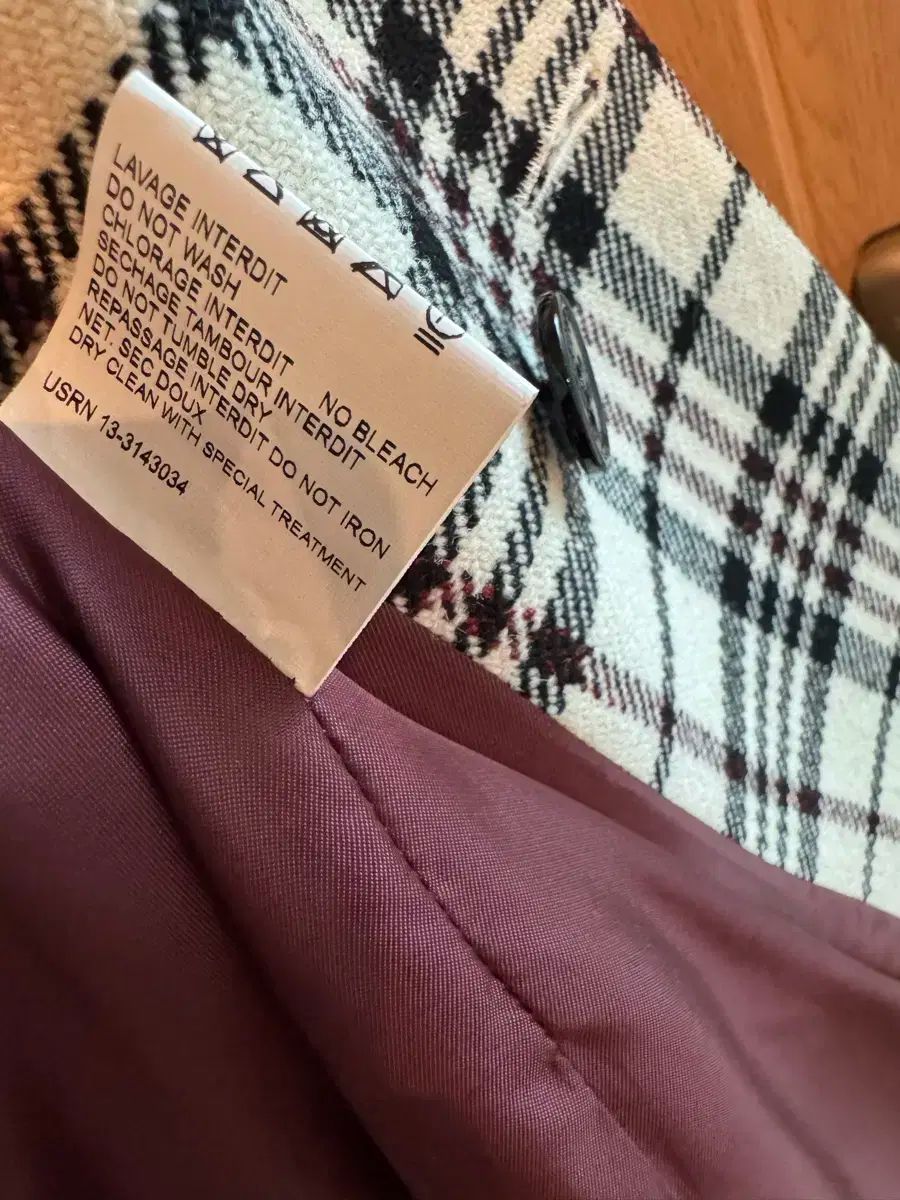 LAVAGE INTERDIT
DO NOT WASH
CHLORAGE INTERDIT NO BLEACH
SECHAGE TAMBOUR INTERDIT
DO NOT TUMBLE DRY
REPASSAGE INTERDIT DO NOT IRON
NET. SEC DOUX
DRY CLEAN WITH SPECIAL TREATMENT
USRN 13-3143034